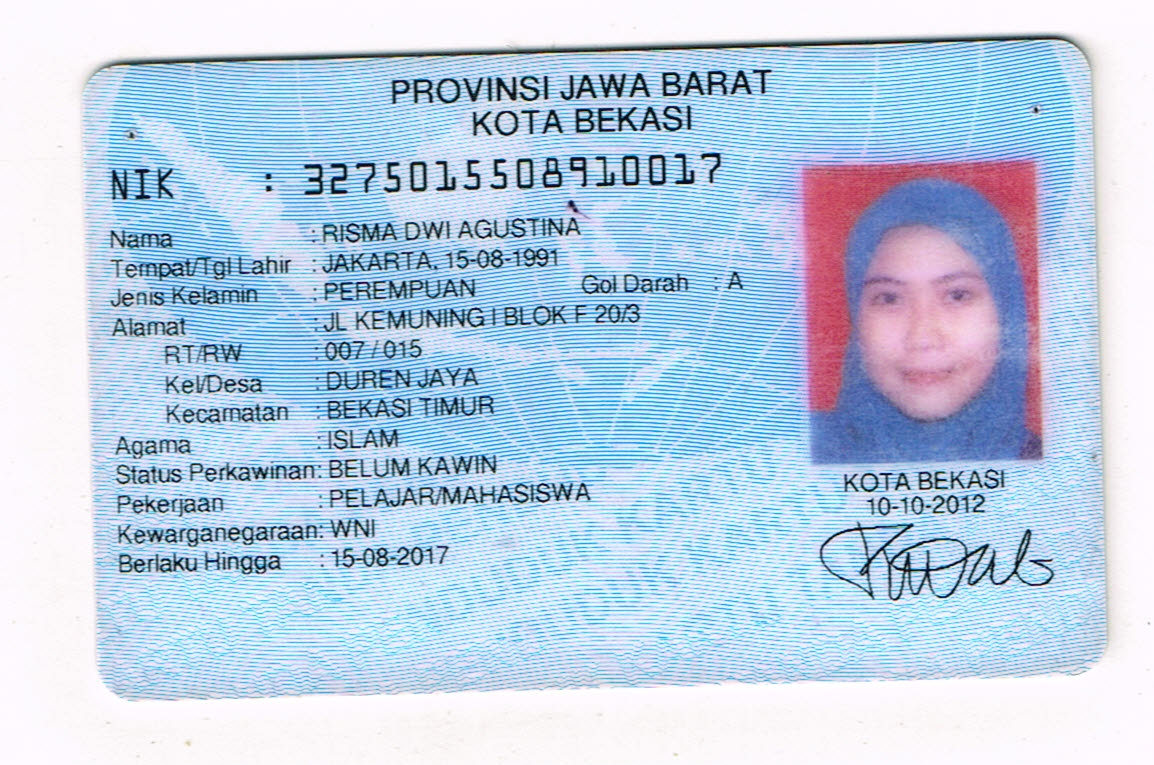 PROVINSI JAWA BARAT
KOTA BEKASI
NIK : 3275015508910017
Nama : RISMA DWI AGUSTINA
Tempat/Tgl Lahir : JAKARTA, 15-08-1991
Jenis Kelamin : PEREMPUAN Gol Darah : A
Alamat : JL KEMUNING I BLOK F 20/3
RT/RW : 007 / 015
Kel/Desa : DUREN JAYA
Kecamatan : BEKASI TIMUR
Agama : ISLAM
Status Perkawinan: BELUM KAWIN
Pekerjaan : PELAJAR/MAHASISWA
Kewarganegaraan: WNI
Berlaku Hingga : 15-08-2017
KOTA BEKASI
10-10-2012